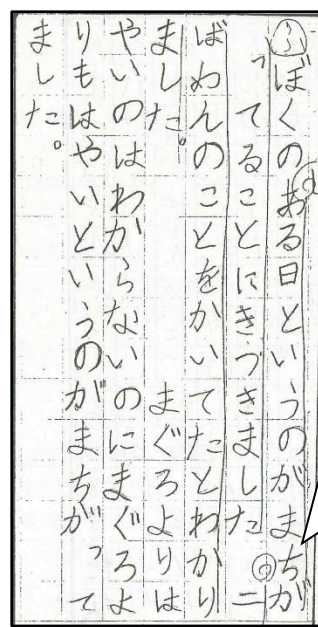 ぼくのある日というのがまちが
ってることにきづきました 二
ばめんのことをかいてたとわかり
ました。 まぐろよりは
やいのはわからないのにまぐろよ
りもはやいというのがまちがって
ました。